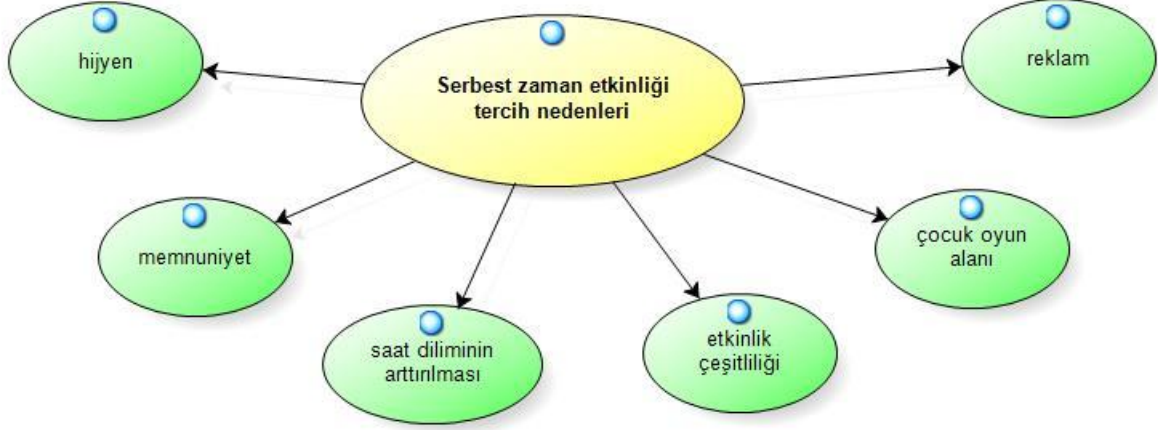 hijyen
Serbest zaman etkinliği
tercih nedenleri
reklam
memnuniyet
saat diliminin
arttırılması
etkinlik
çeşitliliği
çocuk oyun
alanı